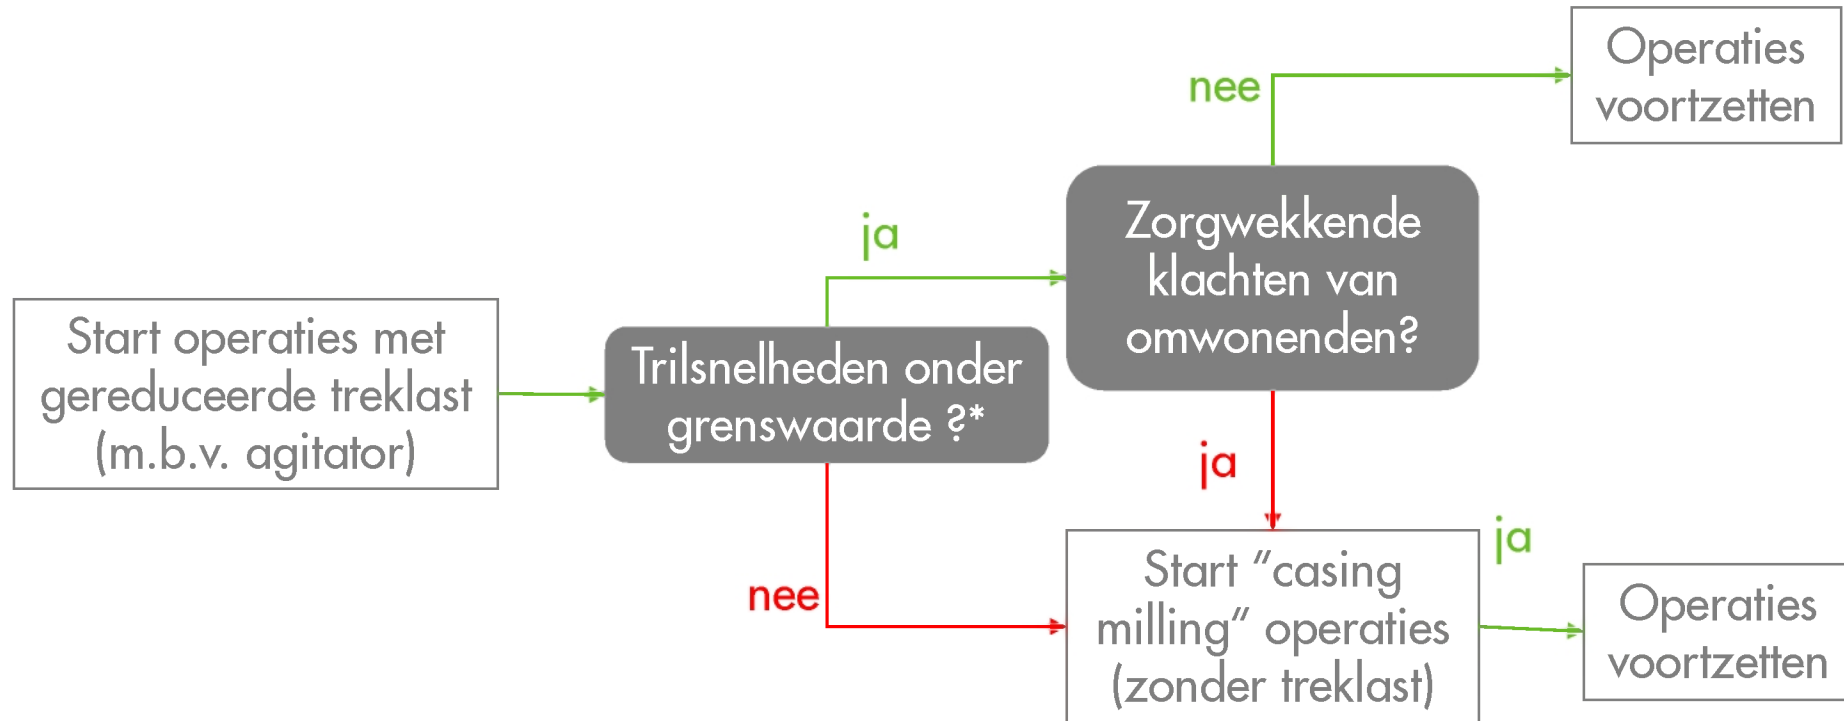 Start operaties met
gereduceerde treklast
(m.b.v. agitator)
Trilsnelheden onder
grenswaarde ?*
ja
nee
Zorgwekkende
klachten van
omwonenden?
nee
Operaties
voortzetten
ja
Start "casing
milling" operaties
(zonder treklast)
ja
Operaties
voortzetten